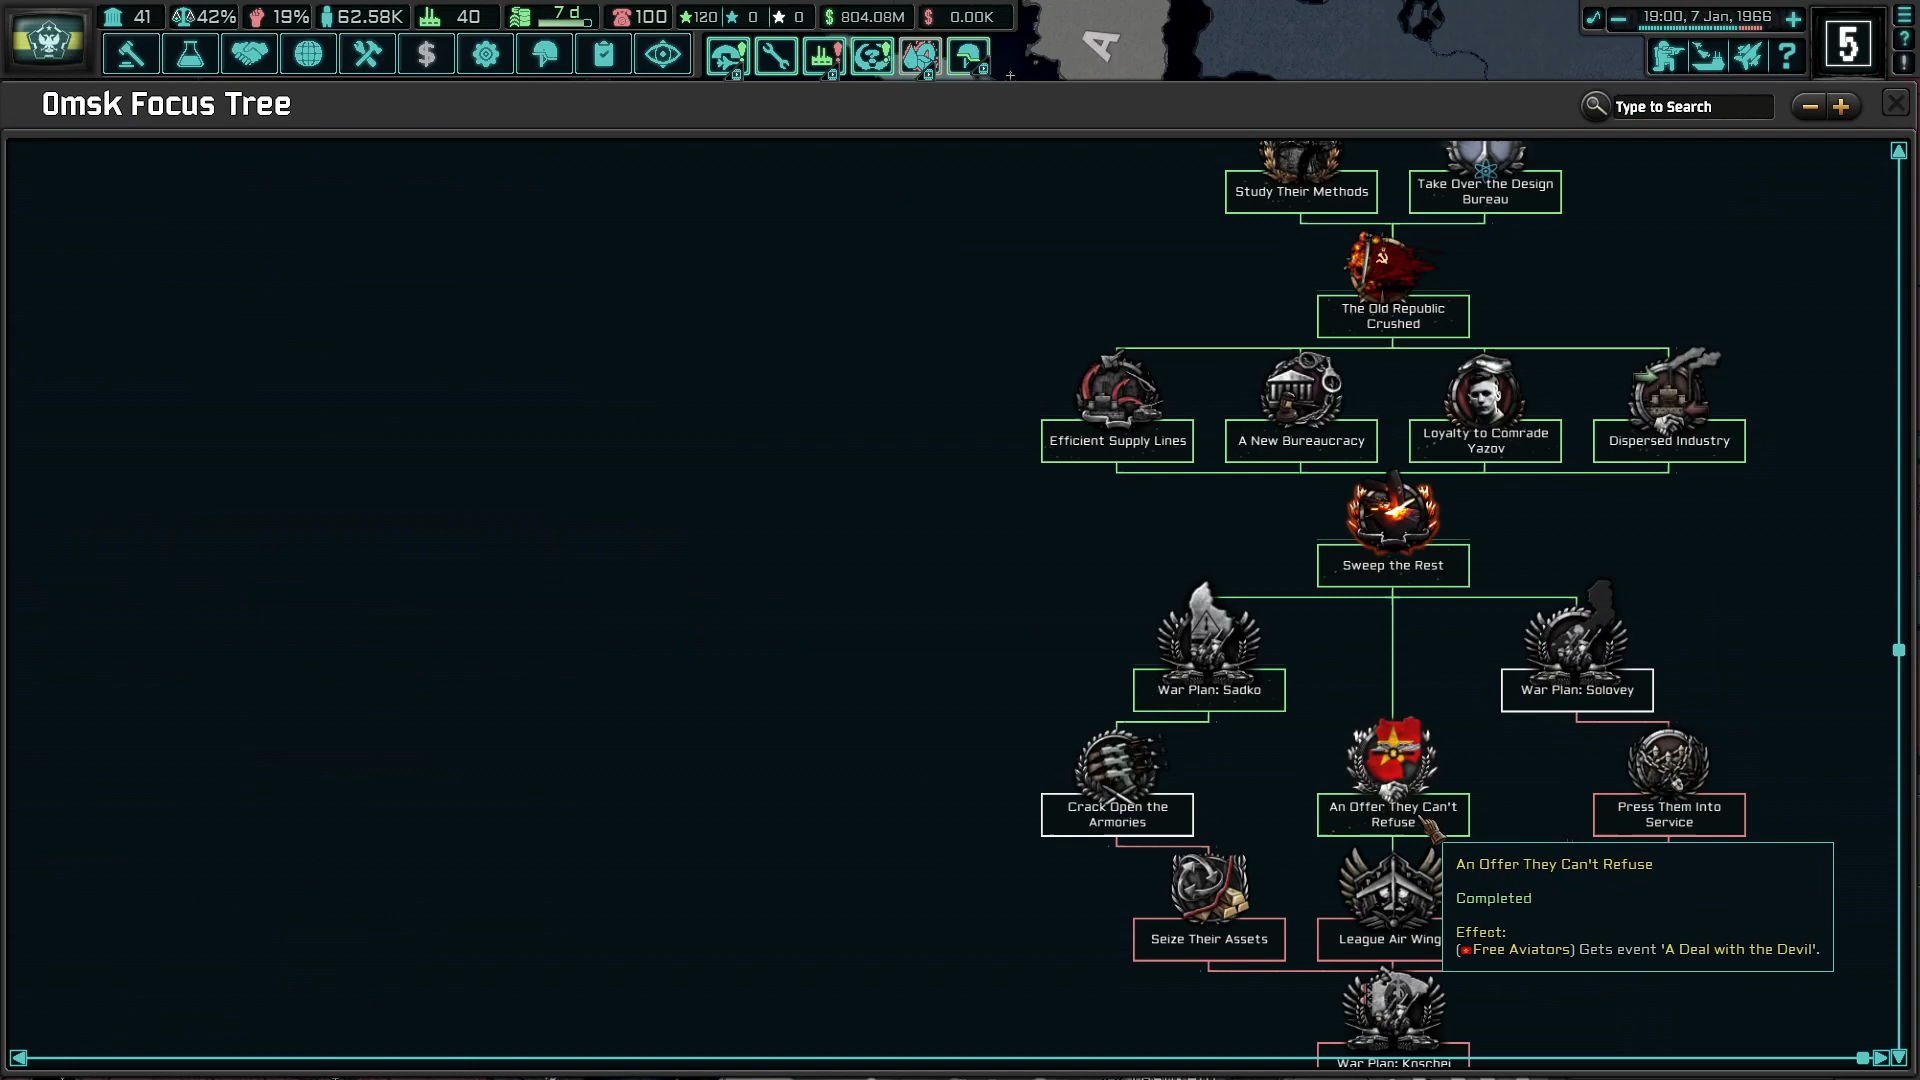 41
42%
19%
62.58K
40
7 d
100
120
0
0
$ 804.08M
$ 0.00K
19:00, 7 Jan, 1966
5
A
Omsk Focus Tree
Type to Search
Study Their Methods
Take Over the Design
Bureau
The Old Republic
Crushed
Efficient Supply Lines
A New Bureaucracy
Loyalty to Comrade
Yazov
Dispersed Industry
Sweep the Rest
War Plan: Sadko
War Plan: Solovey
Crack Open the
Armories
An Offer They Can't
Refuse
Press Them Into
Service
An Offer They Can't Refuse
Completed
Effect:
(Free Aviators) Gets event 'A Deal with the Devil'.
Seize Their Assets
League Air Wing
War Plan: Koschei